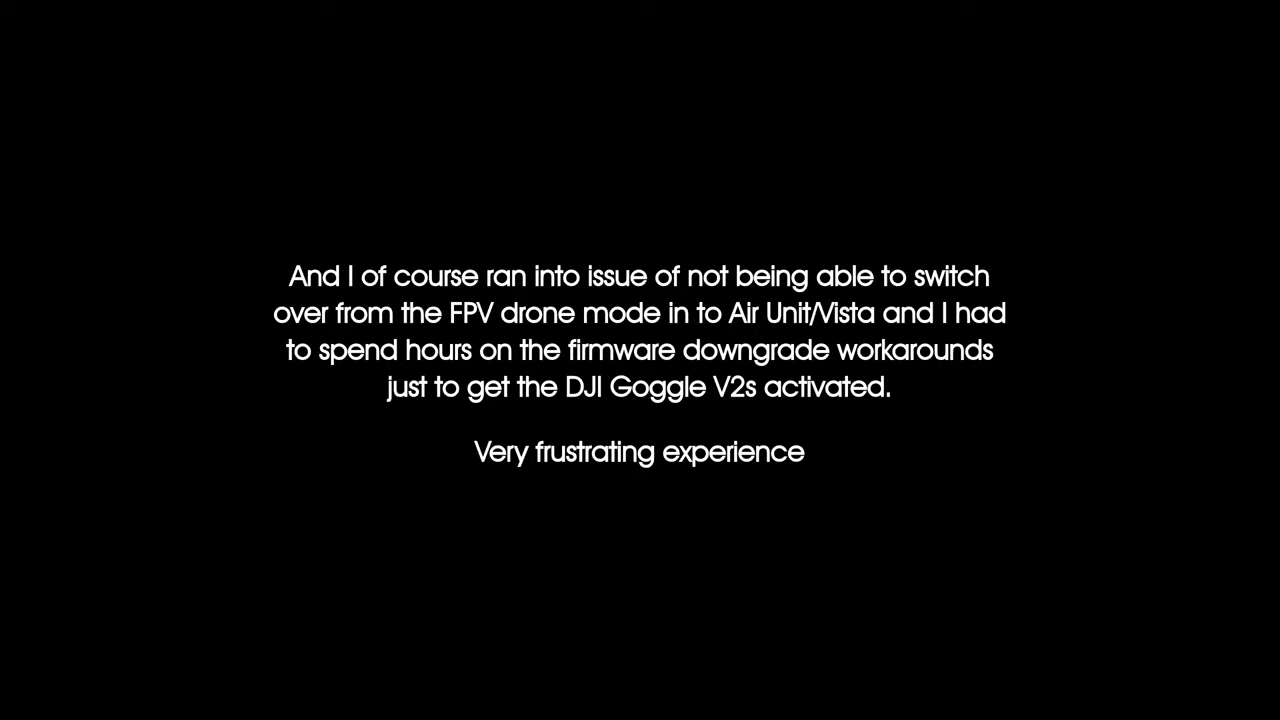 And I of course ran into issue of not being able to switch
over from the FPV drone mode in to Air Unit/Vista and I had
to spend hours on the firmware downgrade workarounds
just to get the DJI Goggle V2s activated.
Very frustrating experience